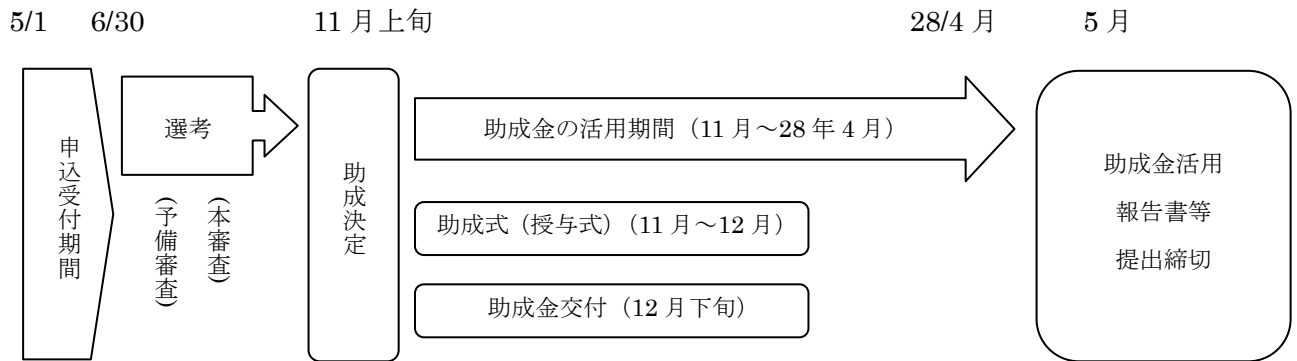 5/1 6/30 11月上旬 28/4月 5月
申込受付期間
選考
(予備審査)
(本審査)
助成決定
助成金の活用期間（11月～28年4月）
助成式（授与式）（11月～12月）
助成金交付（12月下旬）
助成金活用
報告書等
提出締切